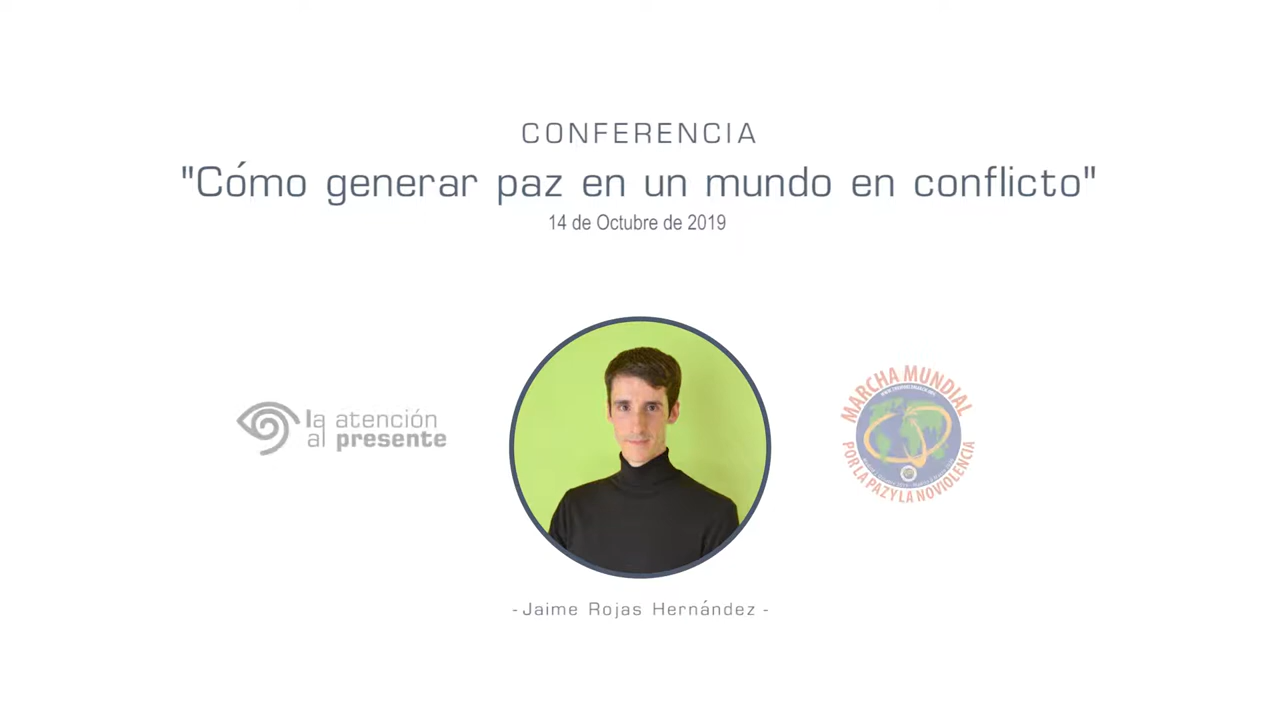 CONFERENCIA
"Cómo generar paz en un mundo en conflicto"
14 de Octubre de 2019
la atención
al presente
MARCHA MUNDIAL
POR LA PAZ Y LA NOVIOLENCIA
- Jaime Rojas Hernández -